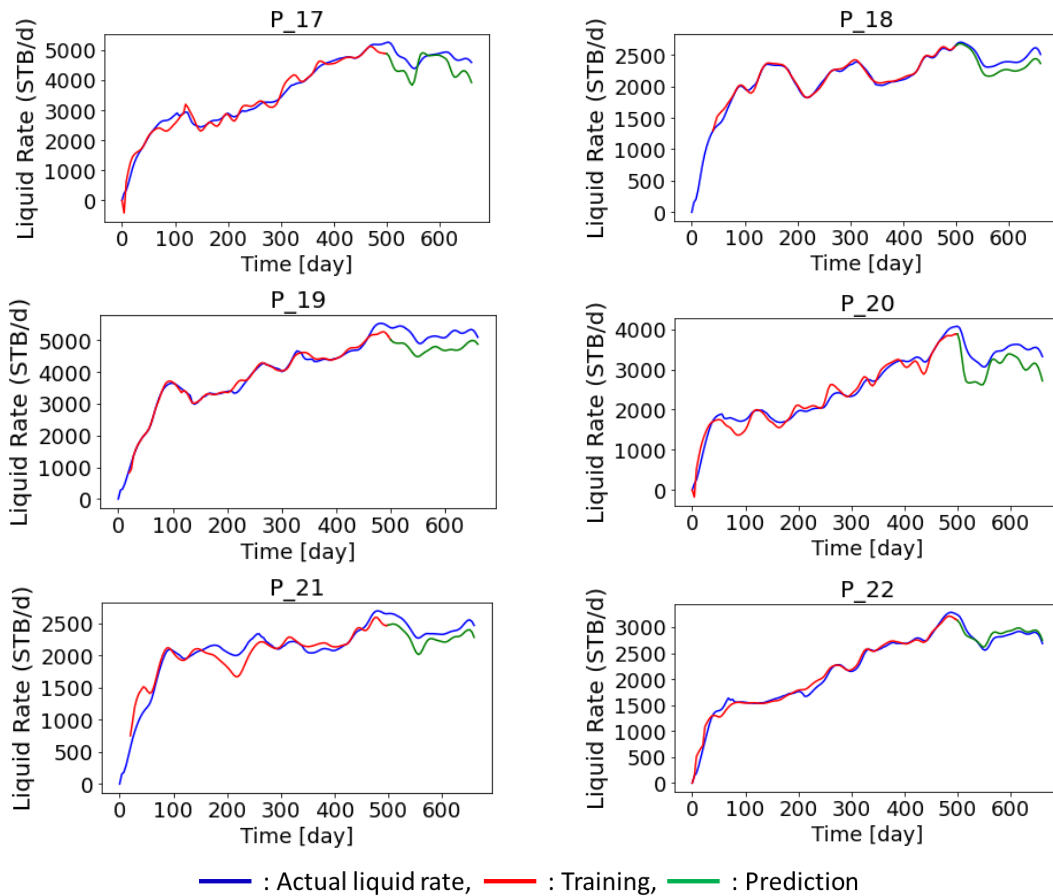 P_17
Liquid Rate (STB/d)
5000
4000
3000
2000
1000
0
0 100 200 300 400 500 600
Time [day]
P_18
Liquid Rate (STB/d)
2500
2000
1500
1000
500
0
0 100 200 300 400 500 600
Time [day]
P_19
Liquid Rate (STB/d)
5000
4000
3000
2000
1000
0
0 100 200 300 400 500 600
Time [day]
P_20
Liquid Rate (STB/d)
4000
3000
2000
1000
0
0 100 200 300 400 500 600
Time [day]
P_21
Liquid Rate (STB/d)
2500
2000
1500
1000
500
0
0 100 200 300 400 500 600
Time [day]
P_22
Liquid Rate (STB/d)
3000
2500
2000
1500
1000
500
0
0 100 200 300 400 500 600
Time [day]
: Actual liquid rate, : Training, : Prediction